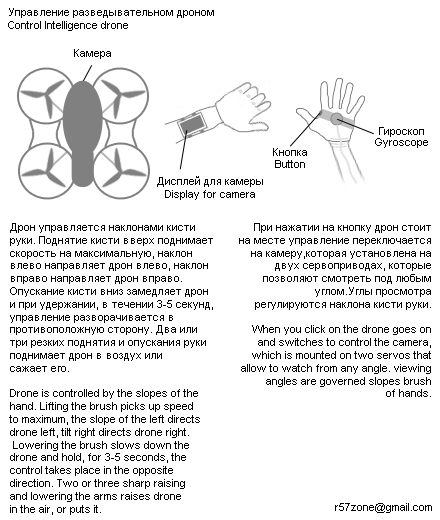 Управление разведывательном дроном
Control Intelligence drone
Камера
Дисплей для камеры
Display for camera
Кнопка
Button
Гироскоп
Gyroscope
Дрон управляется наклонами кисти
руки. Поднятие кисти вверх поднимает
скорость на максимальную, наклон
влево направляет дрон влево, наклон
вправо направляет дрон вправо.
Опускание кисти вниз замедляет дрон
и при удержании, в течении 3-5 секунд,
управление разворачивается в
противоположную сторону. Два или
три резких поднятия и опускания руки
поднимает дрон в воздух или
сажает его.
Drone is controlled by the slopes of the
hand. Lifting the brush picks up speed
to maximum, the slope of the left directs
drone left, tilt right directs drone right.
Lowering the brush slows down the
drone and hold, for 3-5 seconds, the
control takes place in the opposite
direction. Two or three sharp raising
and lowering the arms raises drone
in the air, or puts it.
При нажатии на кнопку дрон стоит
на месте управление переключается
на камеру,которая установлена на
двух сервоприводах, которые
позволяют смотреть под любым
углом.Углы просмотра
регулируются наклона кисти руки.
When you click on the drone goes on
and switches to control the camera,
which is mounted on two servos that
allow to watch from any angle. viewing
angles are governed slopes brush
of hands.
r57zone@gmail.com